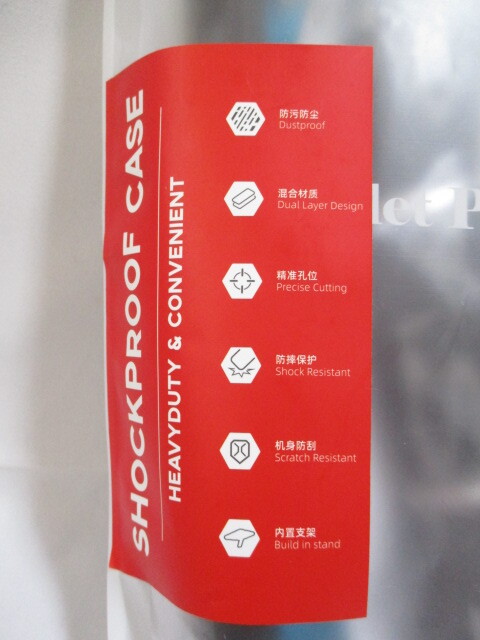 SHOCKPROOF CASE
HEAVYDUTY & CONVENIENT
防污防尘
Dustproof
混合材质
Dual Layer Design
精准孔位
Precise Cutting
防摔保护
Shock Resistant
机身防刮
Scratch Resistant
内置支架
Build in stand
let P